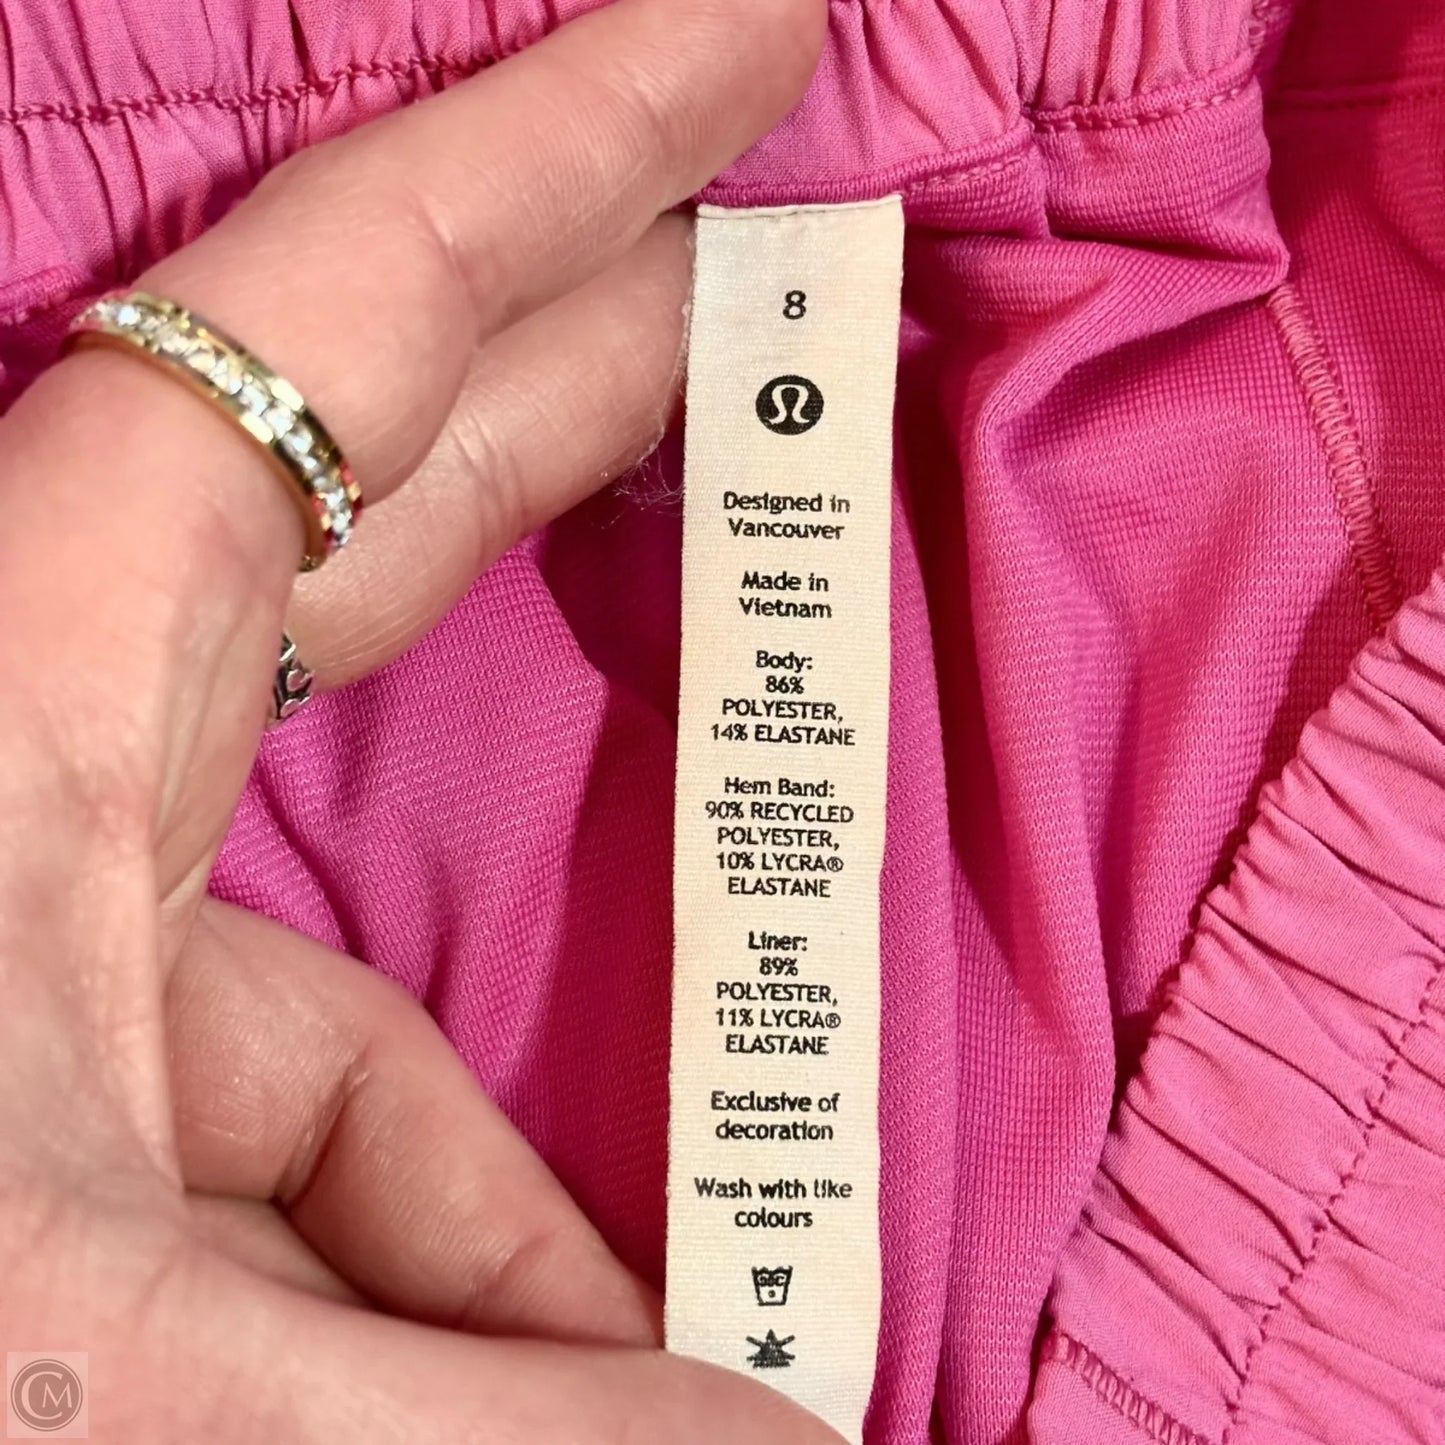 8
Designed in
Vancouver
Made in
Vietnam
Body:
86%
POLYESTER,
14% ELASTANE
Hem Band:
90% RECYCLED
POLYESTER,
10% LYCRA®
ELASTANE
Liner:
89%
POLYESTER,
11% LYCRA®
ELASTANE
Exclusive of
decoration
Wash with like
colours
CM